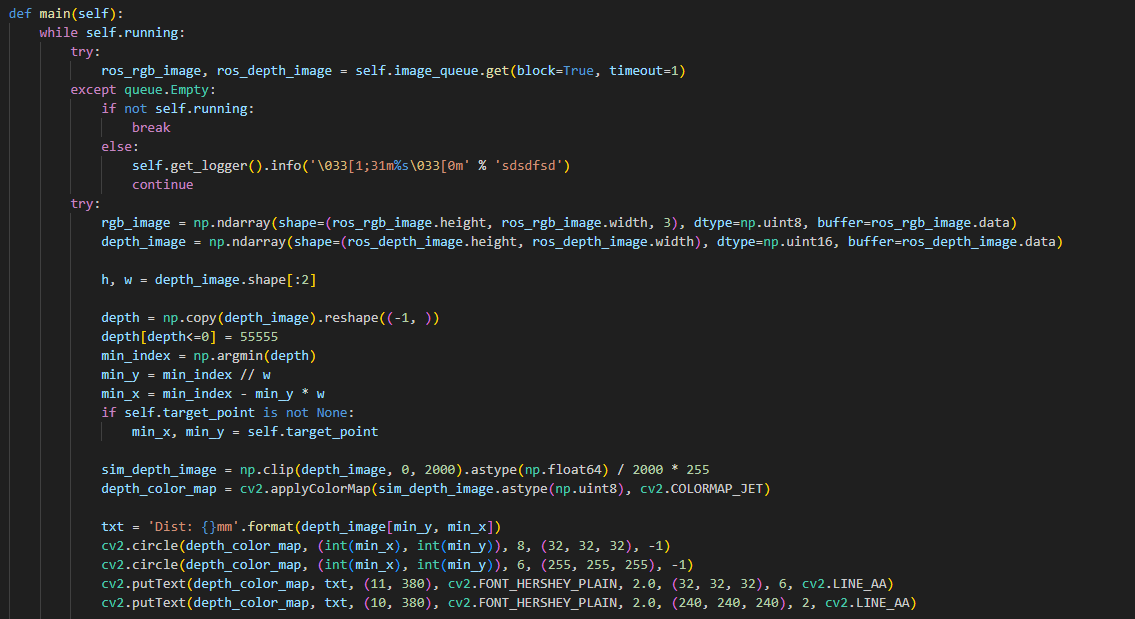 def main(self):
    while self.running:
        try:
            ros_rgb_image, ros_depth_image = self.image_queue.get(block=True, timeout=1)
        except queue.Empty:
            if not self.running:
                break
            else:
                self.get_logger().info('\033[1;31m%s\033[0m' % 'sdsdfsd')
                continue
        try:
            rgb_image = np.ndarray(shape=(ros_rgb_image.height, ros_rgb_image.width, 3), dtype=np.uint8, buffer=ros_rgb_image.data)
            depth_image = np.ndarray(shape=(ros_depth_image.height, ros_depth_image.width), dtype=np.uint16, buffer=ros_depth_image.data)

            h, w = depth_image.shape[:2]

            depth = np.copy(depth_image).reshape((-1, ))
            depth[depth<=0] = 55555
            min_index = np.argmin(depth)
            min_y = min_index // w
            min_x = min_index - min_y * w
            if self.target_point is not None:
                min_x, min_y = self.target_point

            sim_depth_image = np.clip(depth_image, 0, 2000).astype(np.float64) / 2000 * 255
            depth_color_map = cv2.applyColorMap(sim_depth_image.astype(np.uint8), cv2.COLORMAP_JET)

            txt = 'Dist: {}mm'.format(depth_image[min_y, min_x])
            cv2.circle(depth_color_map, (int(min_x), int(min_y)), 8, (32, 32, 32), -1)
            cv2.circle(depth_color_map, (int(min_x), int(min_y)), 6, (255, 255, 255), -1)
            cv2.putText(depth_color_map, txt, (11, 380), cv2.FONT_HERSHEY_PLAIN, 2.0, (32, 32, 32), 6, cv2.LINE_AA)
            cv2.putText(depth_color_map, txt, (10, 380), cv2.FONT_HERSHEY_PLAIN, 2.0, (240, 240, 240), 2, cv2.LINE_AA)